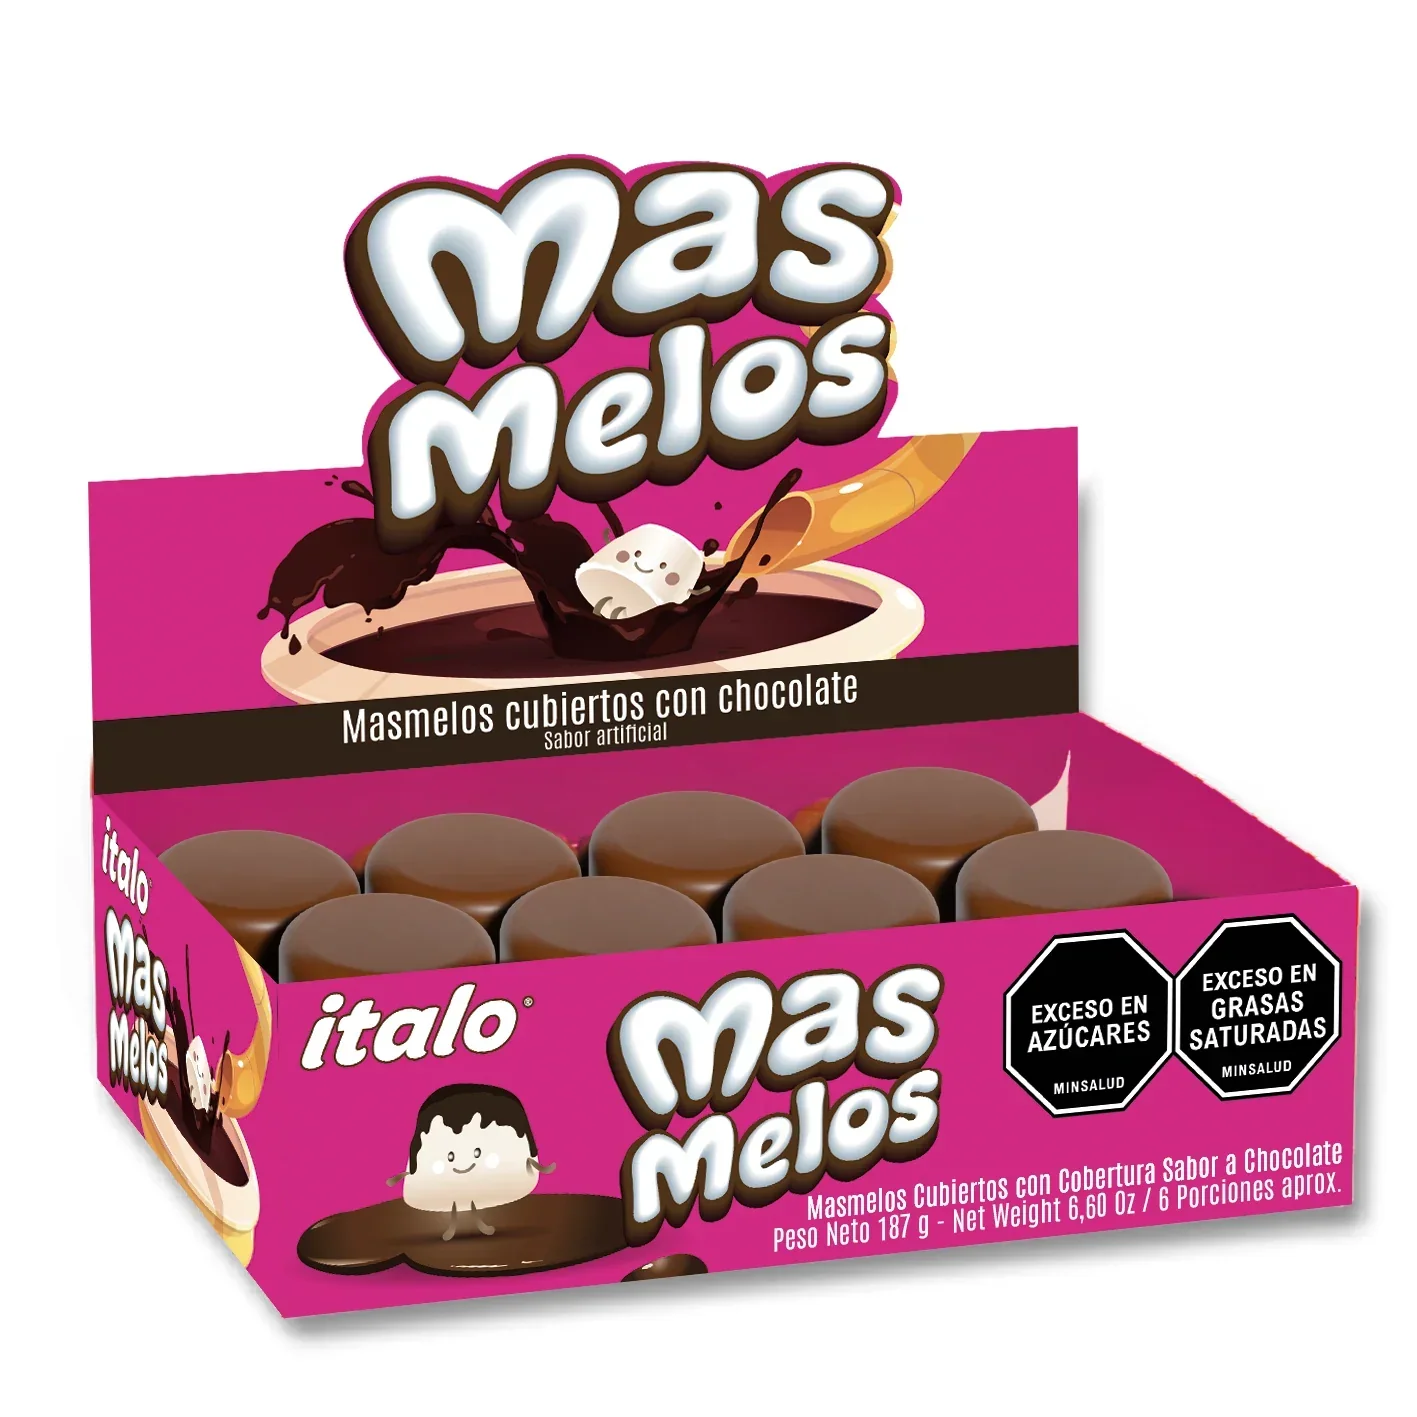 Mas
Melos
Masmelos cubiertos con chocolate
Sabor artificial
italo
Mas
Melos
italo®
Mas
Melos
EXCESO EN
AZÚCARES
MINSALUD
EXCESO EN
GRASAS
SATURADAS
MINSALUD
Masmelos Cubiertos con Cobertura Sabor a Chocolate
Peso Neto 187 g - Net Weight 6,60 Oz / 6 Porciones aprox.